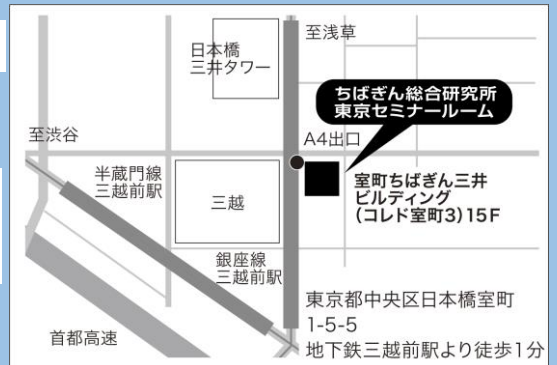 至浅草
日本橋
三井タワー
ちばぎん総合研究所
東京セミナールーム
至渋谷
A4出口
半蔵門線
三越前駅
三越
室町ちばぎん三井
ビルディング
(コレド室町3)15F
銀座線
三越前駅
東京都中央区日本橋室町
1-5-5
地下鉄三越前駅より徒歩1分
首都高速